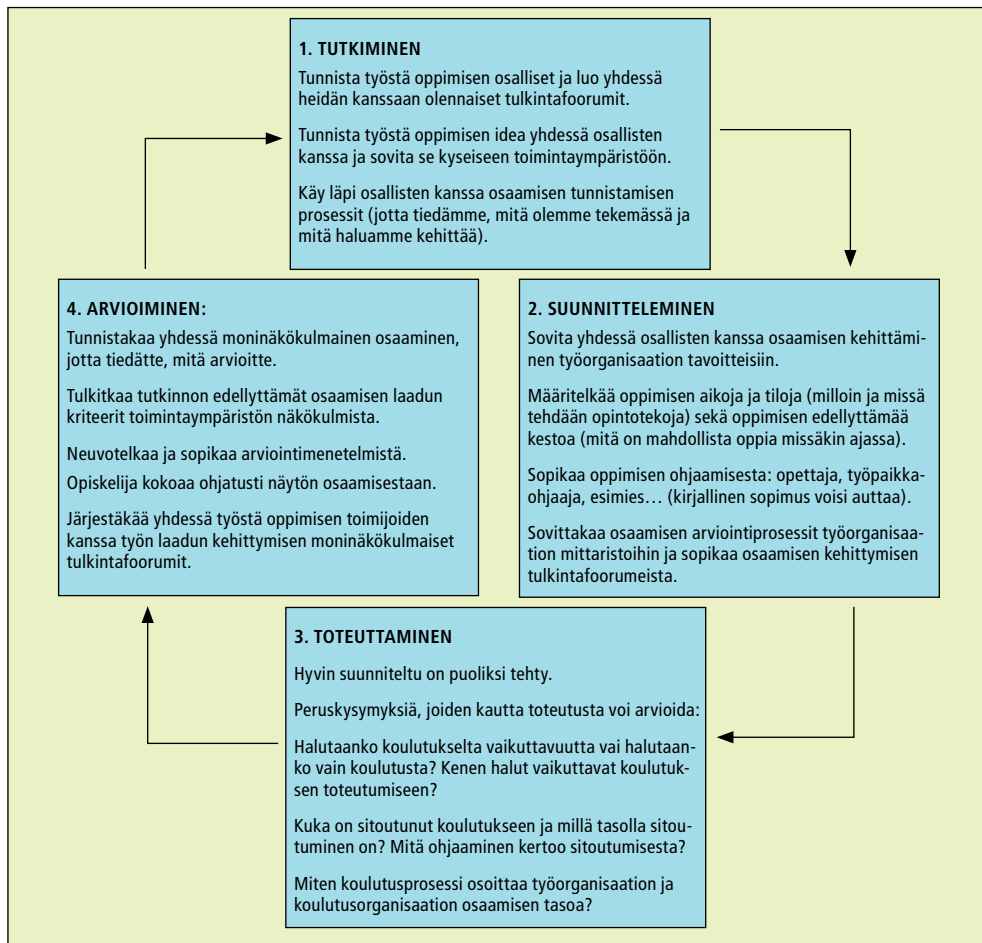 1. TUTKIMINEN
Tunnista työstä oppimisen osalliset ja luo yhdessä
heidän kanssaan olennaiset tulkintafoorumit.
Tunnista työstä oppimisen idea yhdessä osallisten
kanssa ja sovita se kyseiseen toimintaympäristöön.
Käy läpi osallisten kanssa osaamisen tunnistamisen
prosessit (jotta tiedämme, mitä olemme tekemässä ja
mitä haluamme kehittää).
2. SUUNNITTELEMINEN
Sovita yhdessä osallisten kanssa osaamisen kehittämi-
nen työorganisaation tavoitteisiin.
Määritelkää oppimisen aikoja ja tiloja (milloin ja missä
tehdään opintotekoja) sekä oppimisen edellyttämää
kestoa (mitä on mahdollista oppia missäkin ajassa).
Sopikaa oppimisen ohjaamisesta: opettaja, työpaikka-
ohjaaja, esimies… (kirjallinen sopimus voisi auttaa).
Sovittakaa osaamisen arviointiprosessit työorganisaa-
tion mittaristoihin ja sopikaa osaamisen kehittymisen
tulkintafoorumeista.
3. TOTEUTTAMINEN
Hyvin suunniteltu on puoliksi tehty.
Peruskysymyksiä, joiden kautta toteutusta voi arvioida:
Halutaanko koulutukselta vaikuttavuutta vai halutaan-
ko vain koulutusta? Kenen halut vaikuttavat koulutuk-
sen toteutumiseen?
Kuka on sitoutunut koulutukseen ja millä tasolla sitou-
tuminen on? Mitä ohjaaminen kertoo sitoutumisesta?
Miten koulutusprosessi osoittaa työorganisaation ja
koulutusorganisaation osaamisen tasoa?
4. ARVIOIMINEN:
Tunnistakaa yhdessä moninäkökulmainen osaaminen,
jotta tiedätte, mitä arvioitte.
Tulkitkaa tutkinnon edellyttämät osaamisen laadun
kriteerit toimintaympäristön näkökulmista.
Neuvotelkaa ja sopikaa arviointimenetelmistä.
Opiskelija kokoaa ohjatusti näytön osaamisestaan.
Järjestäkää yhdessä työstä oppimisen toimijoiden
kanssa työn laadun kehittymisen moninäkökulmaiset
tulkintafoorumit.